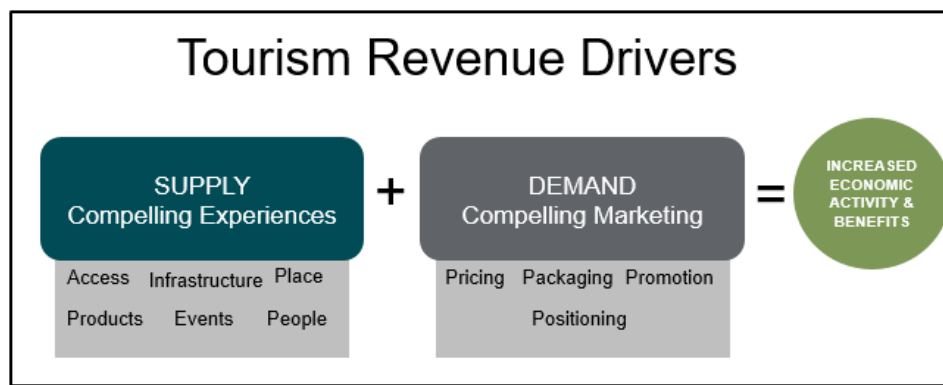 Tourism Revenue Drivers
SUPPLY
Compelling Experiences
+
DEMAND
Compelling Marketing
=
INCREASED
ECONOMIC
ACTIVITY &
BENEFITS
Access Infrastructure Place
Products Events People
Pricing Packaging Promotion
Positioning